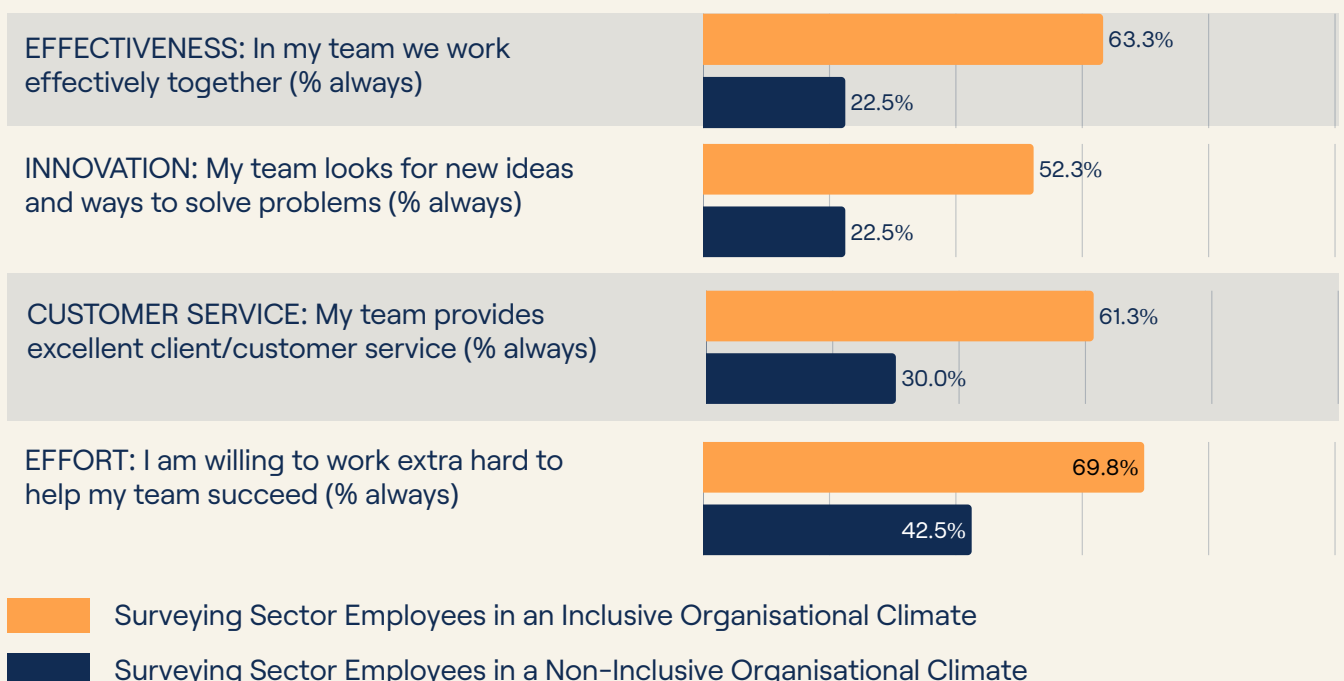 EFFECTIVENESS: In my team we work
effectively together (% always)
63.3%
22.5%
INNOVATION: My team looks for new ideas
and ways to solve problems (% always)
52.3%
22.5%
CUSTOMER SERVICE: My team provides
excellent client/customer service (% always)
61.3%
30.0%
EFFORT: I am willing to work extra hard to
help my team succeed (% always)
69.8%
42.5%
Surveying Sector Employees in an Inclusive Organisational Climate
Surveying Sector Employees in a Non-Inclusive Organisational Climate